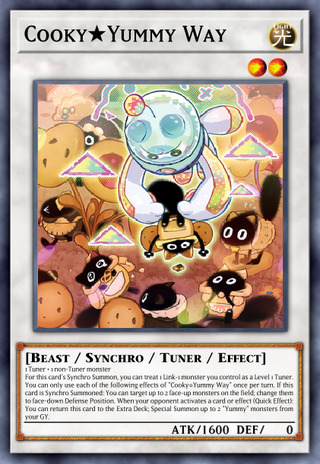 Cooky★Yummy Way
LIGHT
光
[Beast / Synchro / Tuner / Effect]
1 Tuner + 1 non-Tuner monster
For this card's Synchro Summon, you can treat 1 Link-1 monster you control as a Level 1 Tuner.
You can only use each of the following effects of "Cooky★Yummy Way" once per turn. If this
card is Synchro Summoned: You can target up to 2 face-up monsters on the field; change them
to face-down Defense Position. When your opponent activates a card or effect (Quick Effect):
You can return this card to the Extra Deck; Special Summon up to 2 "Yummy" monsters from
your GY.
ATK/1600 DEF/ 0